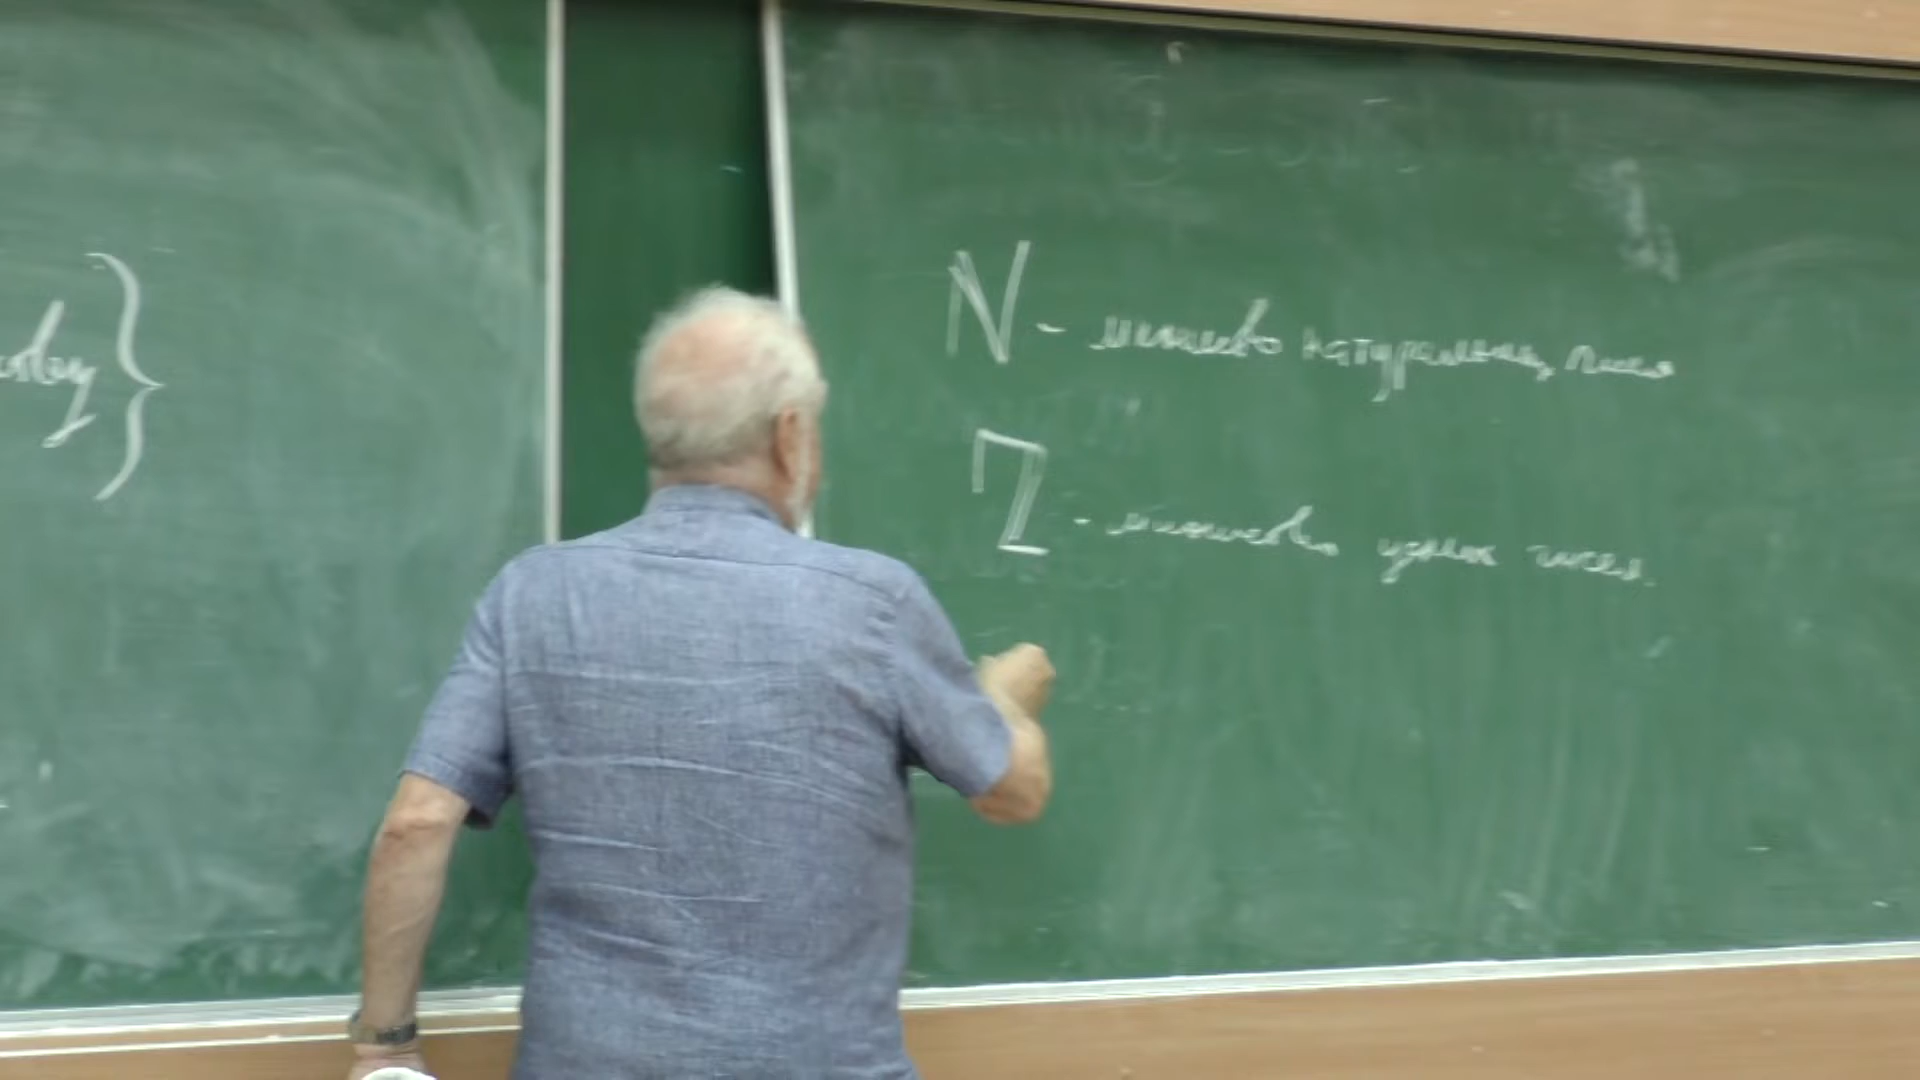 N - множество натуральных чисел
Z - множество целых чисел.